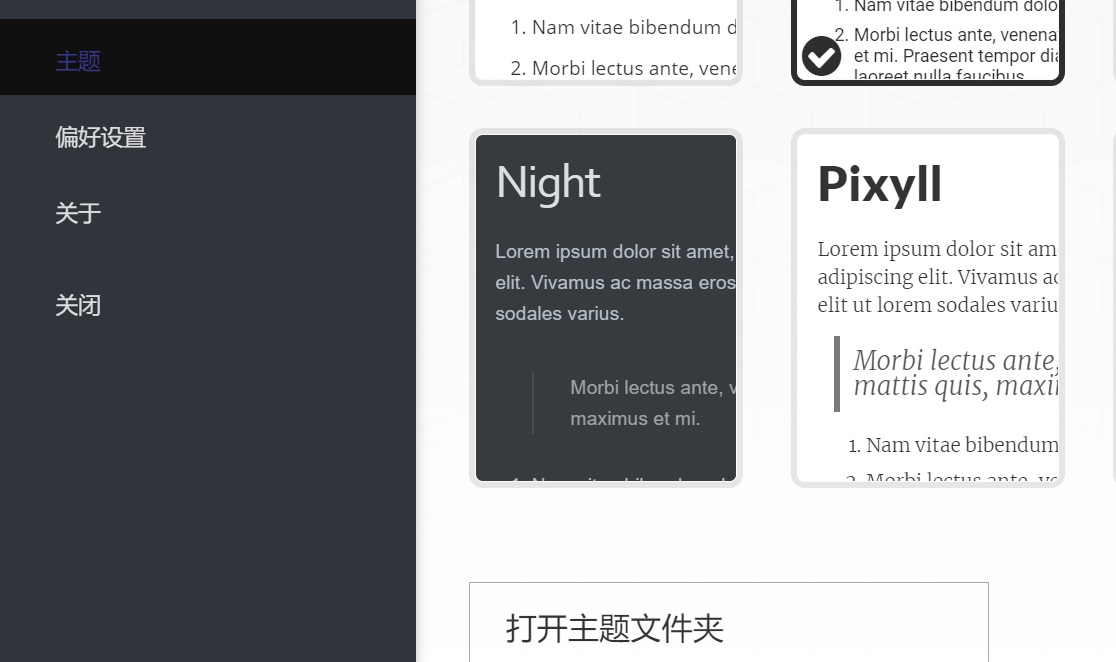 主题
偏好设置
关于
关闭
1. Nam vitae bibendum d
2. Morbi lectus ante, vene
1. Nam vitae bibendum dolo
2. Morbi lectus ante, venena
et mi. Praesent tempor dia
laoreet nulla faucibus
Night
Lorem ipsum dolor sit amet,
elit. Vivamus ac massa eros
sodales varius.
Morbi lectus ante, v
maximus et mi.
Pixyll
Lorem ipsum dolor sit am
adipiscing elit. Vivamus ac
elit ut lorem sodales variu
Morbi lectus ante,
mattis quis, maxi
1. Nam vitae bibendum
2. Morbi lectus ante, ve
打开主题文件夹